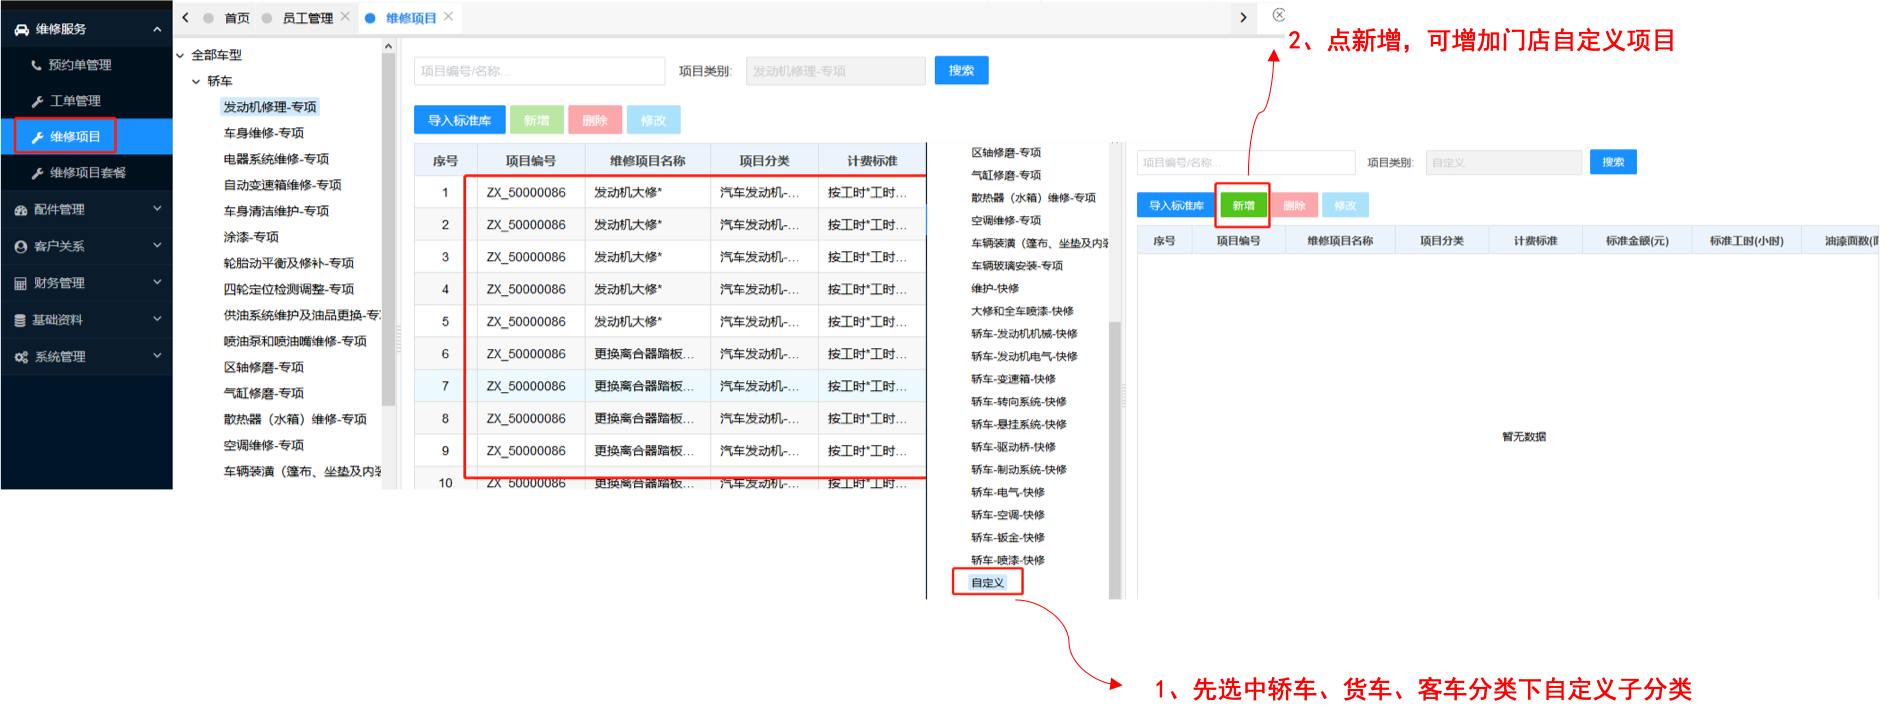 维修服务
预约单管理
工单管理
维修项目
维修项目套餐
配件管理
客户关系
财务管理
基础资料
系统管理
首页
员工管理
维修项目
全部车型
轿车
发动机修理-专项
车身维修-专项
电器系统维修-专项
自动变速箱维修-专项
车身清洁维护-专项
涂漆-专项
轮胎动平衡及修补-专项
四轮定位检测调整-专项
供油系统维护及油品更换-专
喷油泵和喷油嘴维修-专项
区轴修磨-专项
气缸修磨-专项
散热器（水箱）维修-专项
空调维修-专项
车辆装潢（篷布、坐垫及内装
项目编号/名称... 项目类别: 发动机修理-专项 搜索
导入标准库 新增 删除 修改
序号 项目编号 维修项目名称 项目分类 计费标准
1 ZX_50000086 发动机大修* 汽车发动机-... 按工时*工时...
2 ZX_50000086 发动机大修* 汽车发动机-... 按工时*工时...
3 ZX_50000086 发动机大修* 汽车发动机-... 按工时*工时...
4 ZX_50000086 发动机大修* 汽车发动机-... 按工时*工时...
5 ZX_50000086 发动机大修* 汽车发动机-... 按工时*工时...
6 ZX_50000086 更换离合器踏板... 汽车发动机-... 按工时*工时...
7 ZX_50000086 更换离合器踏板... 汽车发动机-... 按工时*工时...
8 ZX_50000086 更换离合器踏板... 汽车发动机-... 按工时*工时...
9 ZX_50000086 更换离合器踏板... 汽车发动机-... 按工时*工时...
10 ZX_50000086 更换离合器踏板... 汽车发动机-... 按工时*工时...
2、点新增，可增加门店自定义项目
区轴修磨-专项
气缸修磨-专项
散热器（水箱）维修-专项
空调维修-专项
车辆装潢（篷布、坐垫及内装
车辆玻璃安装-专项
维护-快修
大修和全车喷漆-快修
轿车-发动机机械-快修
轿车-发动机电气-快修
轿车-变速箱-快修
轿车-转向系统-快修
轿车-悬挂系统-快修
轿车-驱动桥-快修
轿车-制动系统-快修
轿车-电气-快修
轿车-空调-快修
轿车-钣金-快修
轿车-喷漆-快修
自定义
项目编号/名称... 项目类别: 自定义 搜索
导入标准库 新增 删除 修改
序号 项目编号 维修项目名称 项目分类 计费标准 标准金额(元) 标准工时(小时) 油漆面数(面
暂无数据
1、先选中轿车、货车、客车分类下自定义子分类